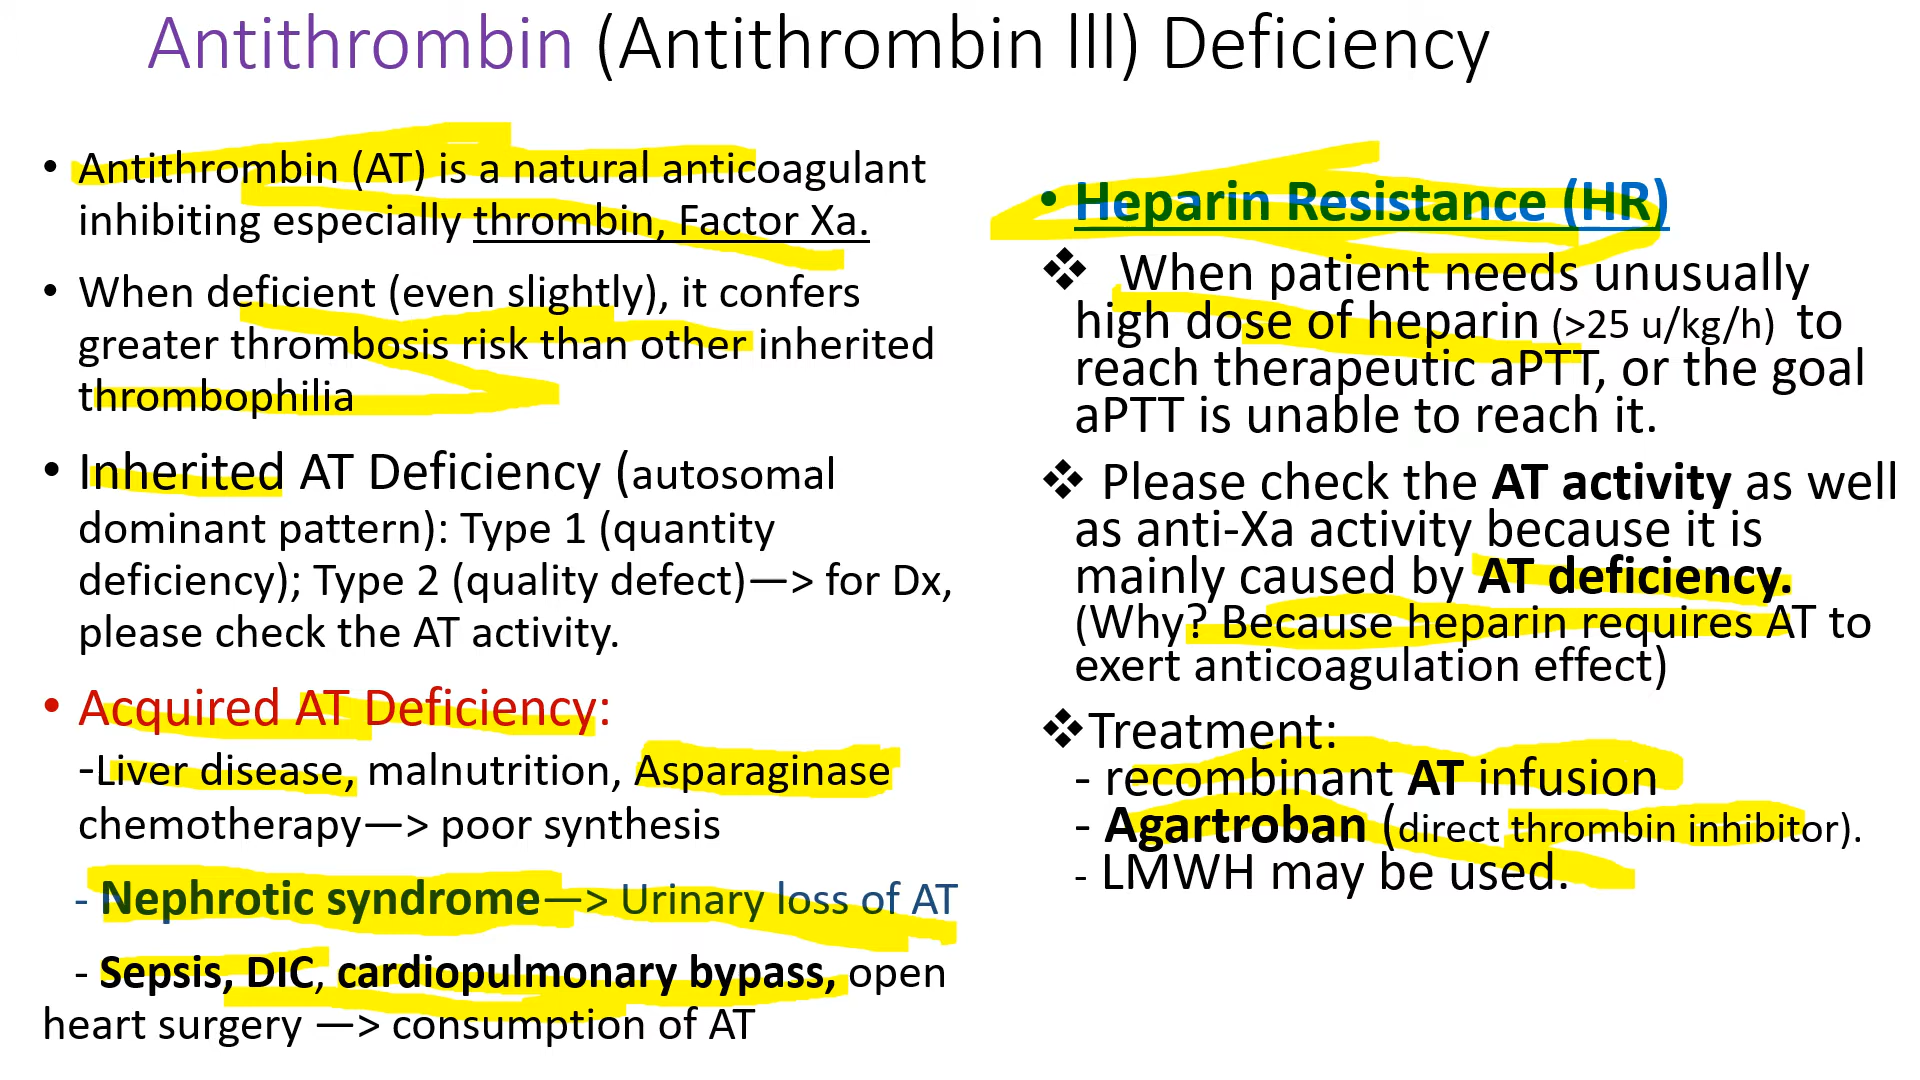 Antithrombin (Antithrombin lll) Deficiency
• Antithrombin (AT) is a natural anticoagulant
inhibiting especially thrombin, Factor Xa.
• When deficient (even slightly), it confers
greater thrombosis risk than other inherited
thrombophilia
• Inherited AT Deficiency (autosomal
dominant pattern): Type 1 (quantity
deficiency); Type 2 (quality defect)—> for Dx,
please check the AT activity.
• Acquired AT Deficiency:
-Liver disease, malnutrition, Asparaginase
chemotherapy—> poor synthesis
- Nephrotic syndrome—> Urinary loss of AT
- Sepsis, DIC, cardiopulmonary bypass, open
heart surgery —> consumption of AT
• Heparin Resistance (HR)
❖ When patient needs unusually
high dose of heparin (>25 u/kg/h) to
reach therapeutic aPTT, or the goal
aPTT is unable to reach it.
❖ Please check the AT activity as well
as anti-Xa activity because it is
mainly caused by AT deficiency.
(Why? Because heparin requires AT to
exert anticoagulation effect)
❖Treatment:
- recombinant AT infusion
- Agartroban (direct thrombin inhibitor).
- LMWH may be used.